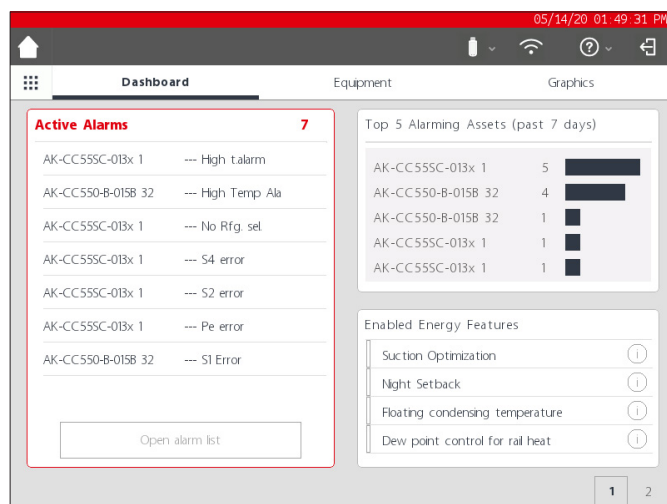 05/14/20 01:49:31 PM
Dashboard Equipment Graphics
Active Alarms 7
AK-CC55SC-013x 1 --- High t.alarm
AK-CC550-B-015B 32 --- High Temp Ala
AK-CC55SC-013x 1 --- No Rfg. sel.
AK-CC55SC-013x 1 --- S4 error
AK-CC55SC-013x 1 --- S2 error
AK-CC55SC-013x 1 --- Pe error
AK-CC550-B-015B 32 --- S1 Error
Open alarm list
Top 5 Alarming Assets (past 7 days)
AK-CC55SC-013x 1 5
AK-CC550-B-015B 32 4
AK-CC550-B-015B 32 1
AK-CC55SC-013x 1 1
AK-CC55SC-013x 1 1
Enabled Energy Features
Suction Optimization
Night Setback
Floating condensing temperature
Dew point control for rail heat
1 2